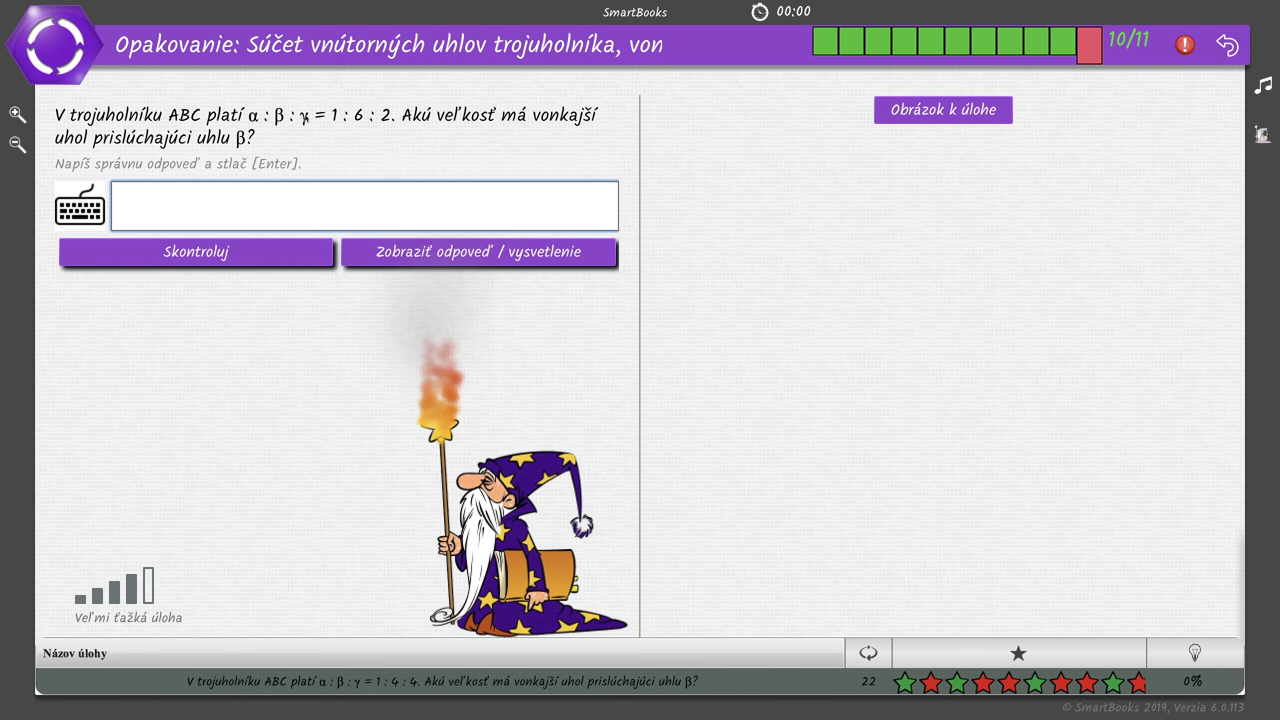 SmartBooks
00:00
Opakovanie: Súčet vnútorných uhlov trojuholníka, von
10/11
V trojuholníku ABC platí α : β : γ = 1 : 6 : 2. Akú veľkosť má vonkajší
uhol prislúchajúci uhlu β?
Napíš správnu odpoveď a stlač [Enter].
Skontroluj
Zobraziť odpoveď / vysvetlenie
Obrázok k úlohe
Veľmi ťažká úloha
Názov úlohy
V trojuholníku ABC platí α : β : γ = 1 : 4 : 4. Akú veľkosť má vonkajší uhol prislúchajúci uhlu β?
22
0%
© SmartBooks 2019, Verzia 6.0.113